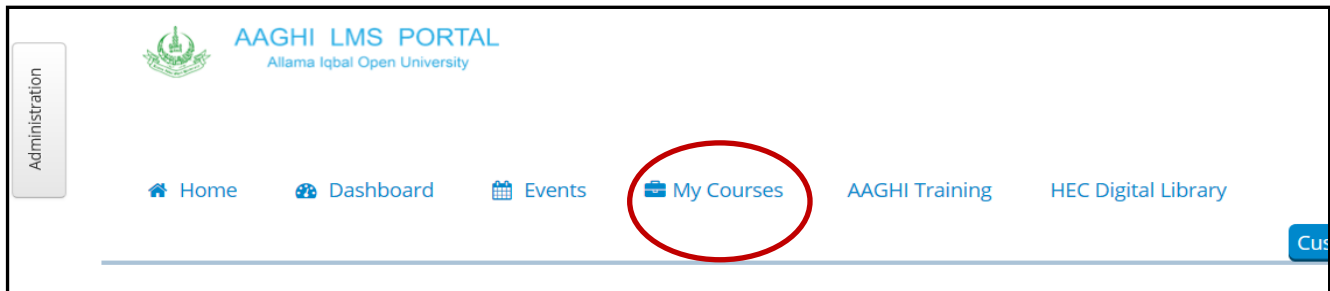 AAGHI LMS PORTAL
Allama Iqbal Open University
Administration
Home Dashboard Events My Courses AAGHI Training HEC Digital Library
Cus